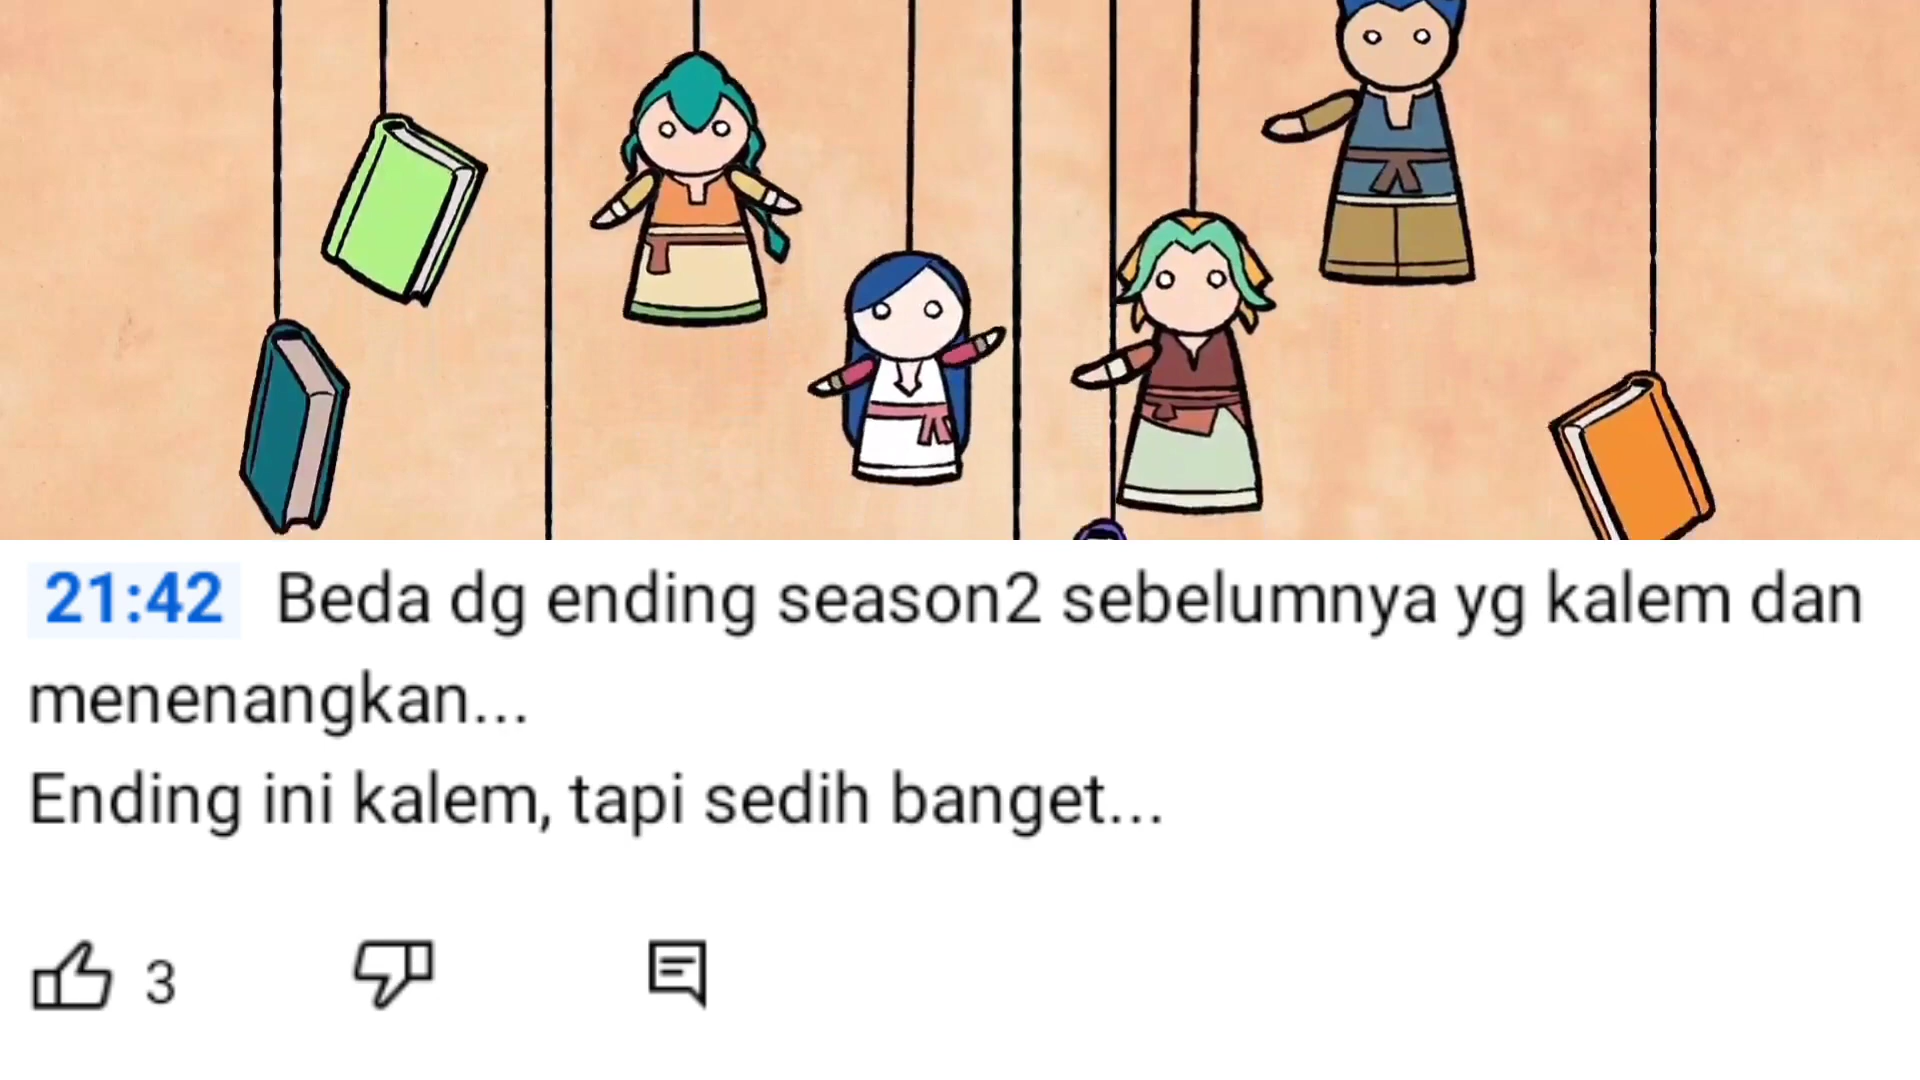 21:42 Beda dg ending season2 sebelumnya yg kalem dan
menenangkan...
Ending ini kalem, tapi sedih banget...
3